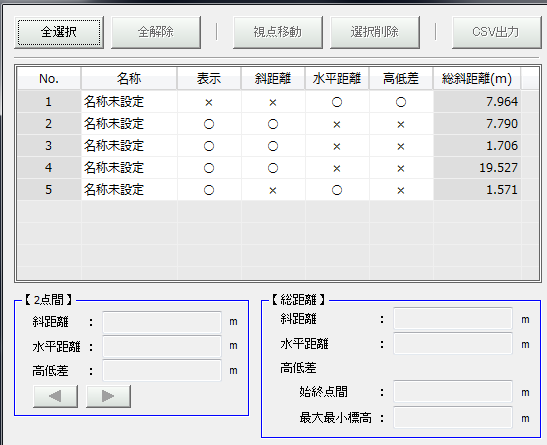 全選択 全解除 視点移動 選択削除 CSV出力
No. 名称 表示 斜距離 水平距離 高低差 総斜距離(m)
1 名称未設定 × × ○ ○ 7.964
2 名称未設定 ○ ○ × × 7.790
3 名称未設定 ○ ○ × × 1.706
4 名称未設定 ○ ○ × × 19.527
5 名称未設定 ○ × ○ × 1.571
【2点間】
斜距離 : m
水平距離 : m
高低差 : m
◀ ▶
【総距離】
斜距離 : m
水平距離 : m
高低差
始終点間 : m
最大最小標高 : m